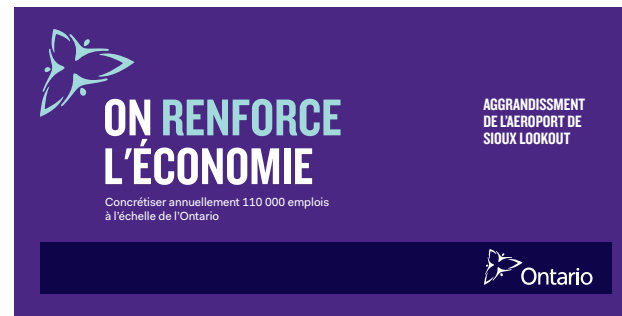 ON RENFORCE
L'ÉCONOMIE
Concrétiser annuellement 110 000 emplois
à l'échelle de l'Ontario
AGGRANDISSMENT
DE L'AEROPORT DE
SIOUX LOOKOUT
Ontario